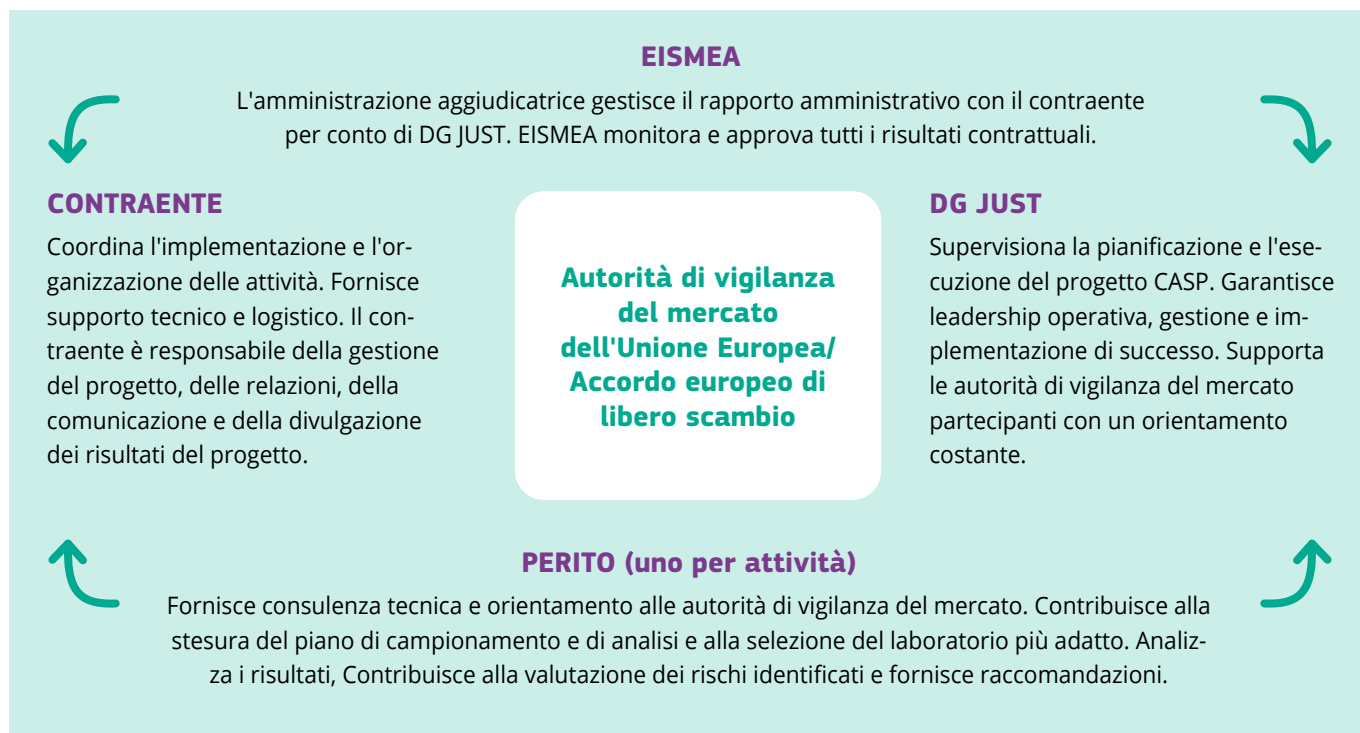 EISMEA
L'amministrazione aggiudicatrice gestisce il rapporto amministrativo con il contraente
per conto di DG JUST. EISMEA monitora e approva tutti i risultati contrattuali.
CONTRAENTE
Coordina l'implementazione e l'or-
ganizzazione delle attività. Fornisce
supporto tecnico e logistico. Il con-
traente è responsabile della gestione
del progetto, delle relazioni, della
comunicazione e della divulgazione
dei risultati del progetto.
Autorità di vigilanza
del mercato
dell'Unione Europea/
Accordo europeo di
libero scambio
DG JUST
Supervisiona la pianificazione e l'ese-
cuzione del progetto CASP. Garantisce
leadership operativa, gestione e im-
plementazione di successo. Supporta
le autorità di vigilanza del mercato
partecipanti con un orientamento
costante.
PERITO (uno per attività)
Fornisce consulenza tecnica e orientamento alle autorità di vigilanza del mercato. Contribuisce alla
stesura del piano di campionamento e di analisi e alla selezione del laboratorio più adatto. Analiz-
za i risultati, Contribuisce alla valutazione dei rischi identificati e fornisce raccomandazioni.